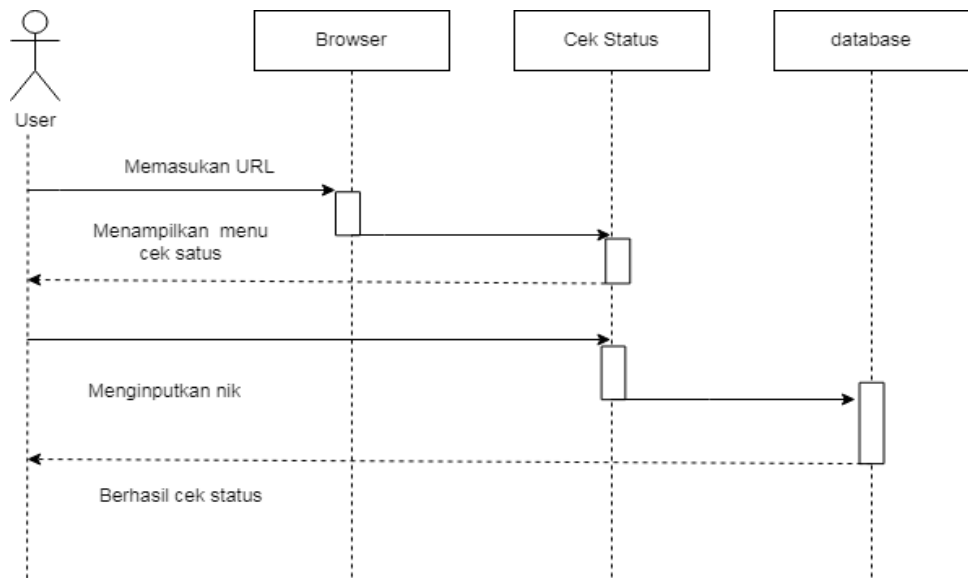 Browser
Cek Status
database
User
Memasukan URL
Menampilkan menu
cek satus
Menginputkan nik
Berhasil cek status